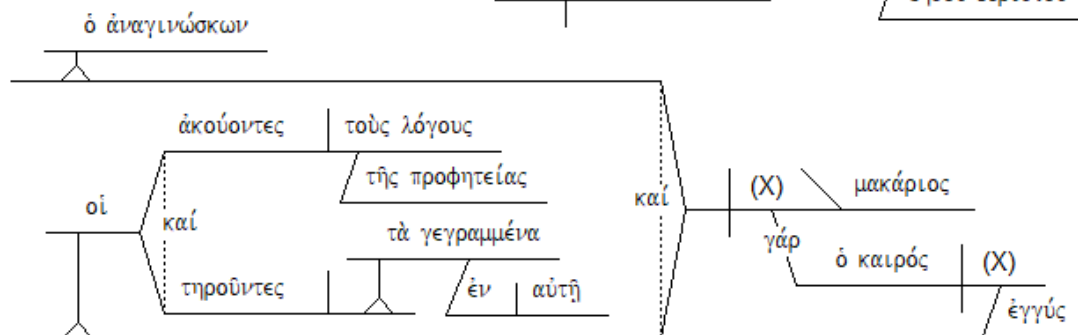 ὁ ἀναγινώσκων
ἀκούοντες τοὺς λόγους
τῆς προφητείας
οἱ καί
καί (X) μακάριος
τὰ γεγραμμένα
γάρ
ὁ καιρός (X)
τηροῦντες ἐν αὐτῇ
ἐγγύς